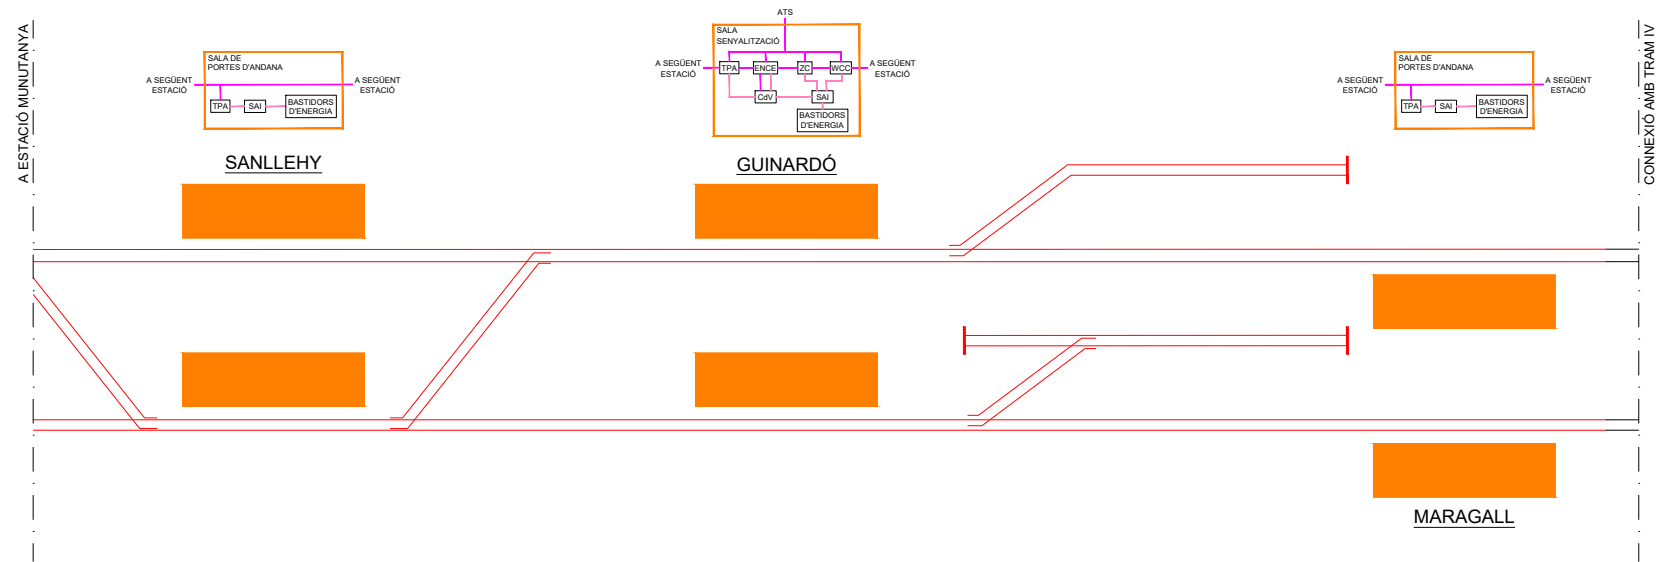 A ESTACIÓ MUNUTANYA
SALA DE
PORTES D'ANDANA
A SEGÜENT
ESTACIÓ
A SEGÜENT
ESTACIÓ
TPA
SAI
BASTIDORS
D'ENERGIA
SANLLEHY
ATS
SALA
SENYALITZACIÓ
A SEGÜENT
ESTACIÓ
TPA
ENCE
ZC
WCC
A SEGÜENT
ESTACIÓ
CdV
SAI
BASTIDORS
D'ENERGIA
GUINARDÓ
SALA DE
PORTES D'ANDANA
A SEGÜENT
ESTACIÓ
A SEGÜENT
ESTACIÓ
TPA
SAI
BASTIDORS
D'ENERGIA
CONNEXIÓ AMB TRAM IV
MARAGALL